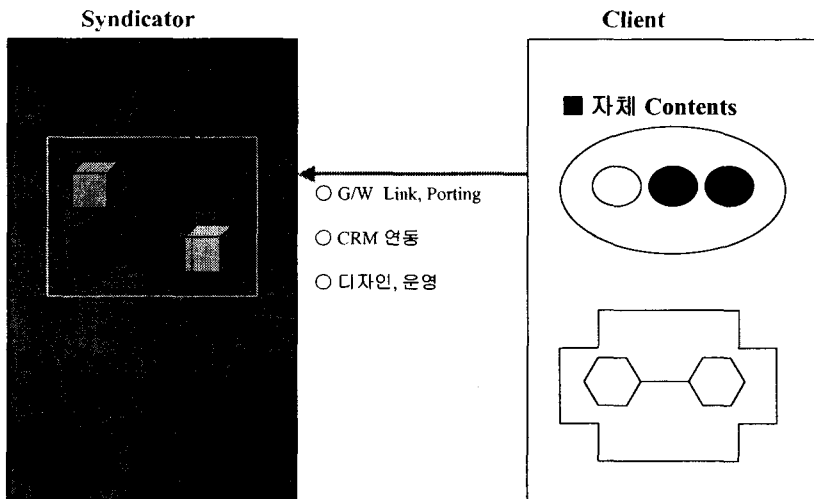 Syndicator
Client
■ 자체 Contents
○ G/W Link, Porting
○ CRM 연동
○ 디자인, 운영